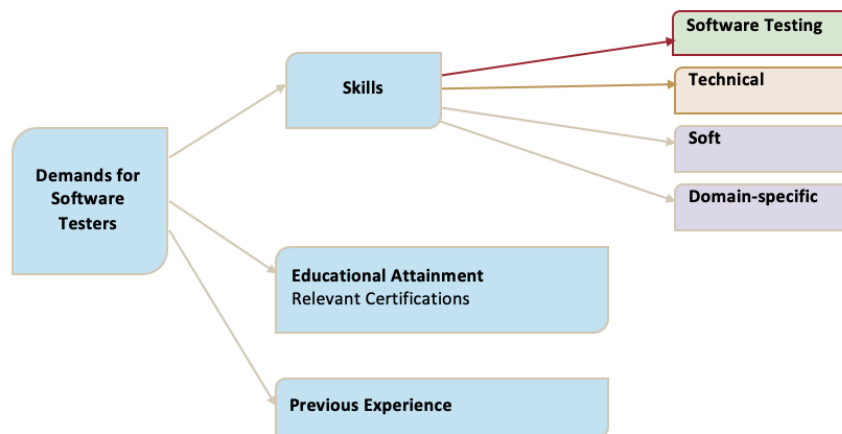 Demands for
Software
Testers
Skills
Software Testing
Technical
Soft
Domain-specific
Educational Attainment
Relevant Certifications
Previous Experience